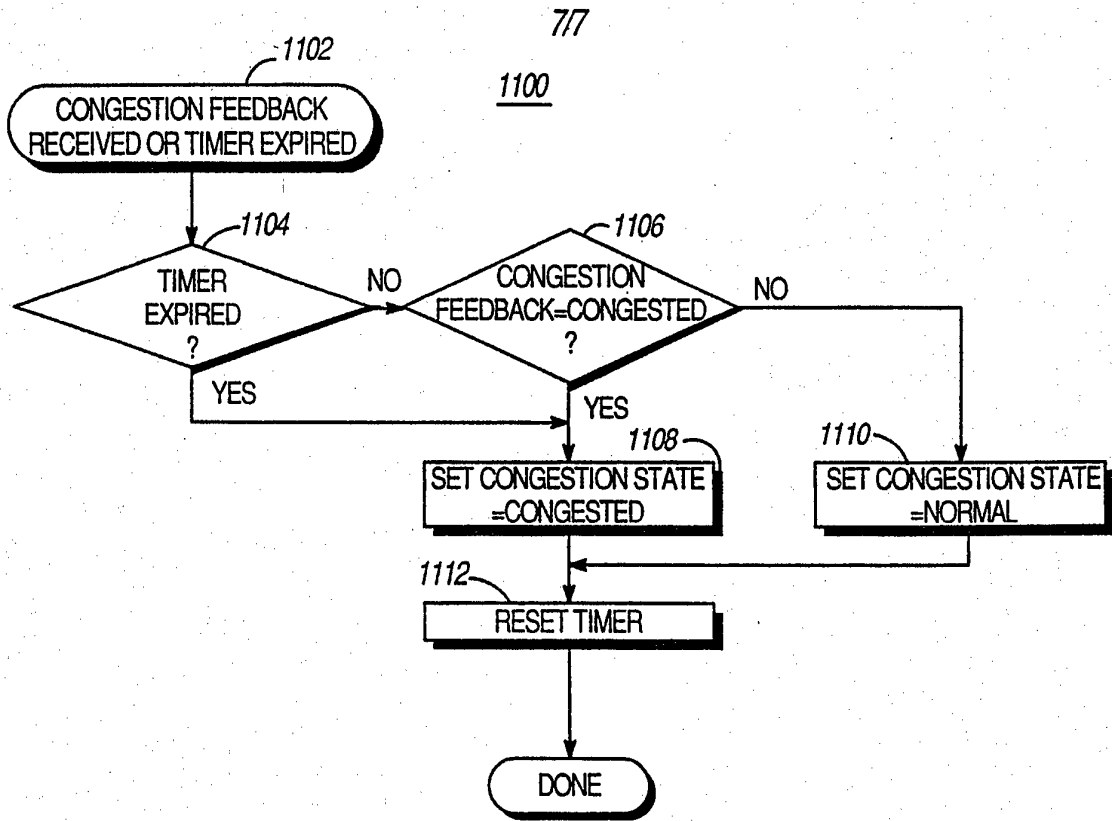 7/7
1100
1102
CONGESTION FEEDBACK
RECEIVED OR TIMER EXPIRED
1104
TIMER
EXPIRED
?
NO
YES
1106
CONGESTION
FEEDBACK=CONGESTED
?
NO
YES
1108
SET CONGESTION STATE
=CONGESTED
1110
SET CONGESTION STATE
=NORMAL
1112
RESET TIMER
DONE